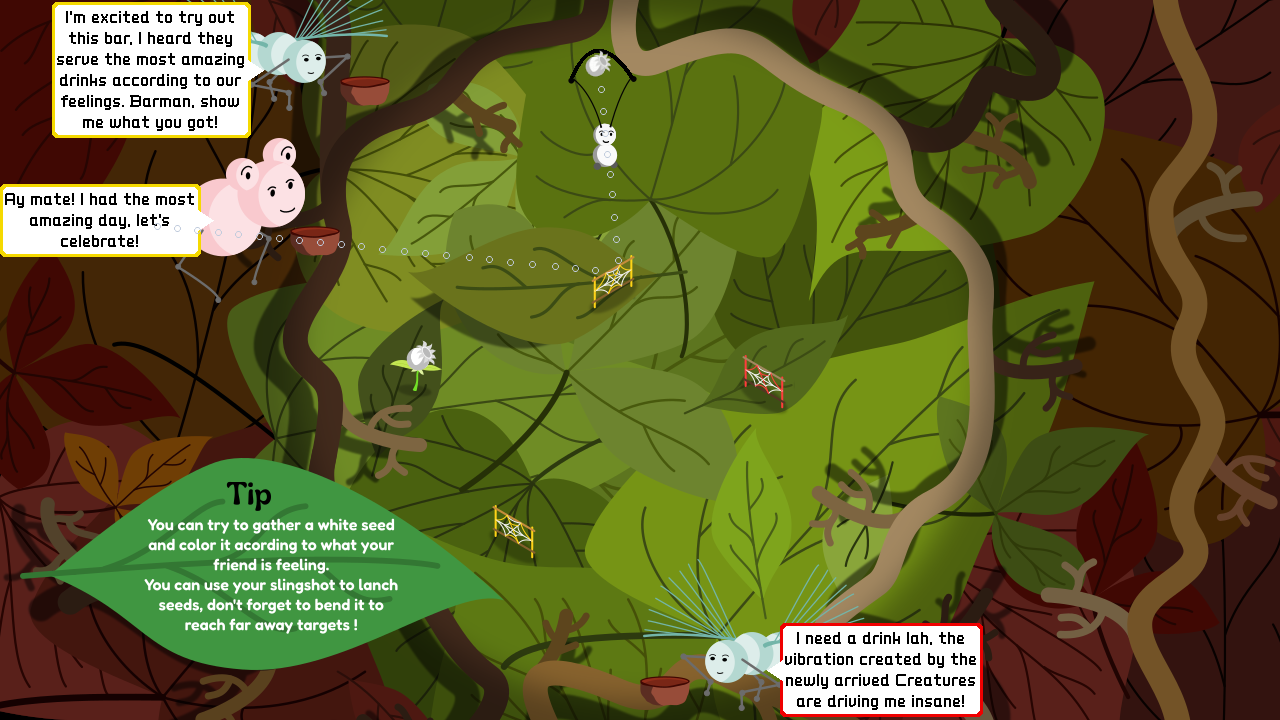 I'm excited to try out
this bar, I heard they
serve the most amazing
drinks according to our
feelings. Barman, show
me what you got!
Ay mate! I had the most
amazing day, let's
celebrate!
Tip
You can try to gather a white seed
and color it acording to what your
friend is feeling.
You can use your slingshot to lanch
seeds, don't forget to bend it to
reach far away targets !
I need a drink lah, the
vibration created by the
newly arrived Creatures
are driving me insane!